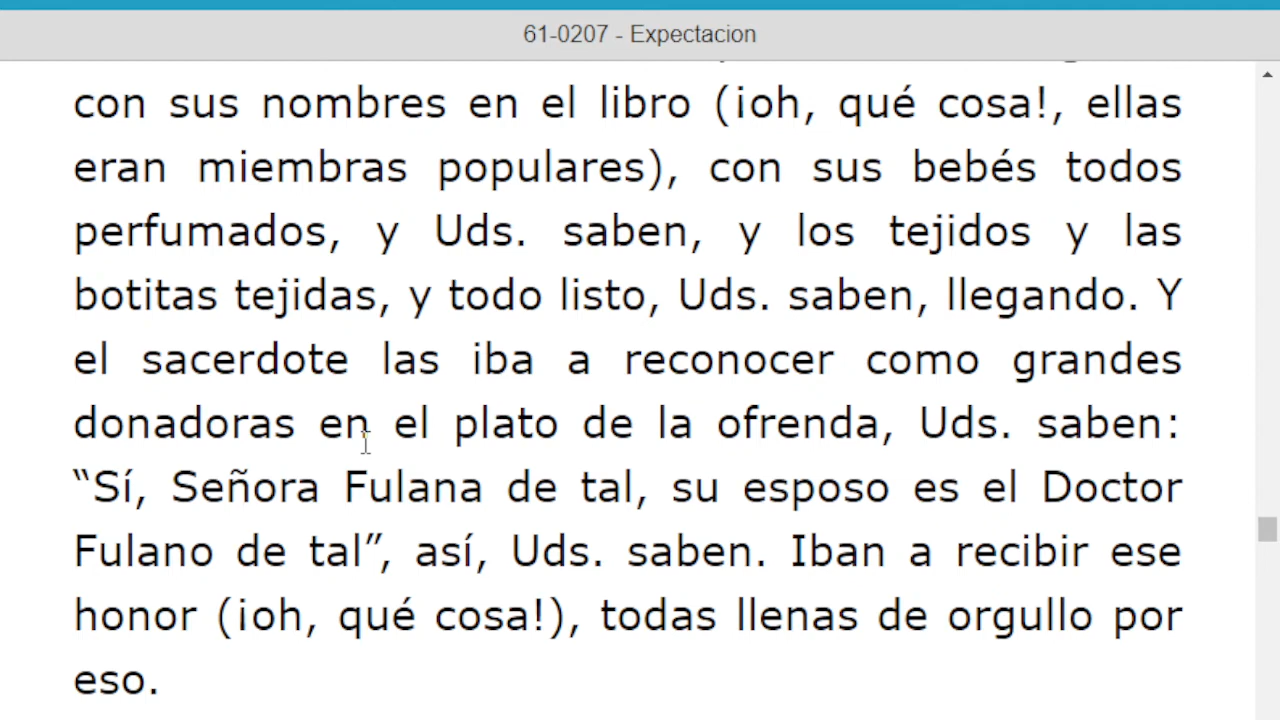 61-0207 - Expectacion
con sus nombres en el libro (¡oh, qué cosa!, ellas
eran miembras populares), con sus bebés todos
perfumados, y Uds. saben, y los tejidos y las
botitas tejidas, y todo listo, Uds. saben, llegando. Y
el sacerdote las iba a reconocer como grandes
donadoras en el plato de la ofrenda, Uds. saben:
“Sí, Señora Fulana de tal, su esposo es el Doctor
Fulano de tal”, así, Uds. saben. Iban a recibir ese
honor (¡oh, qué cosa!), todas llenas de orgullo por
eso.